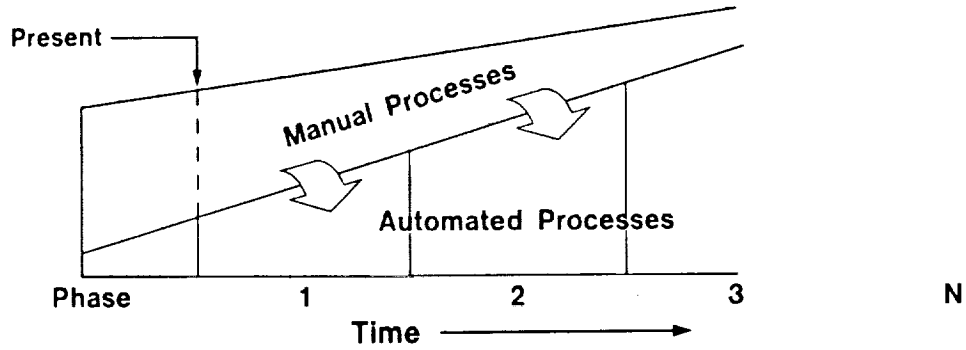 Present
Manual Processes
Automated Processes
Phase 1 2 3 N
Time